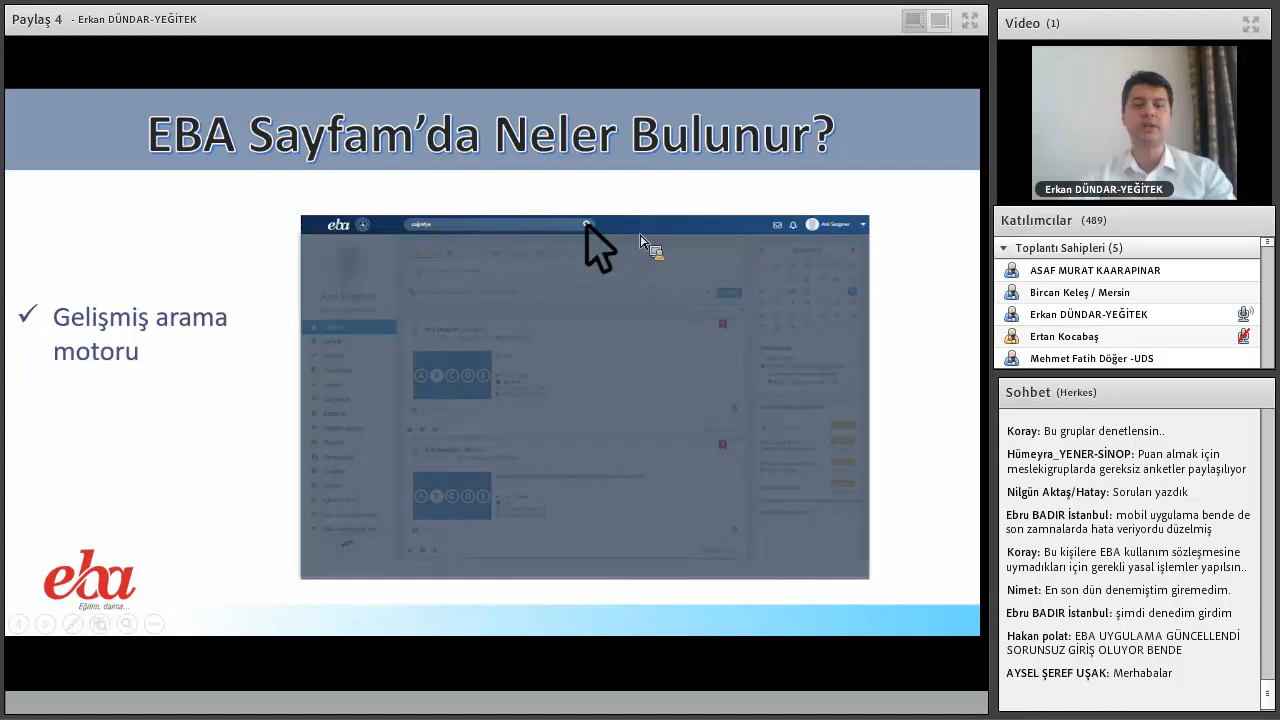 Paylaş 4 - Erkan DÜNDAR-YEĞİTEK
EBA Sayfam’da Neler Bulunur?
eba
coğrafya
Anil Sezginer
✓ Gelişmiş arama
motoru
A B C D E
A B C D E
eba
Eğitim, daima...
Video (1)
Erkan DÜNDAR-YEĞİTEK
Katılımcılar (489)
Toplantı Sahipleri (5)
ASAF MURAT KAARAPINAR
Bircan Keleş / Mersin
Erkan DÜNDAR-YEĞİTEK
Ertan Kocabaş
Mehmet Fatih Döğer -UDS
Sohbet (Herkes)
Koray: Bu gruplar denetlensin..
Hümeyra_YENER-SİNOP: Puan almak için
meslekigruplarda gereksiz anketler paylaşılıyor
Nilgün Aktaş/Hatay: Soruları yazdık
Ebru BADIR İstanbul: mobil uygulama bende de
son zamnalarda hata veriyordu düzelmiş
Koray: Bu kişilere EBA kullanım sözleşmesine
uymadıkları için gerekli yasal işlemler yapılsın..
Nimet: En son dün denemiştim giremedim.
Ebru BADIR İstanbul: şimdi denedim girdim
Hakan polat: EBA UYGULAMA GÜNCELLENDİ
SORUNSUZ GİRİŞ OLUYOR BENDE
AYSEL ŞEREF UŞAK: Merhabalar